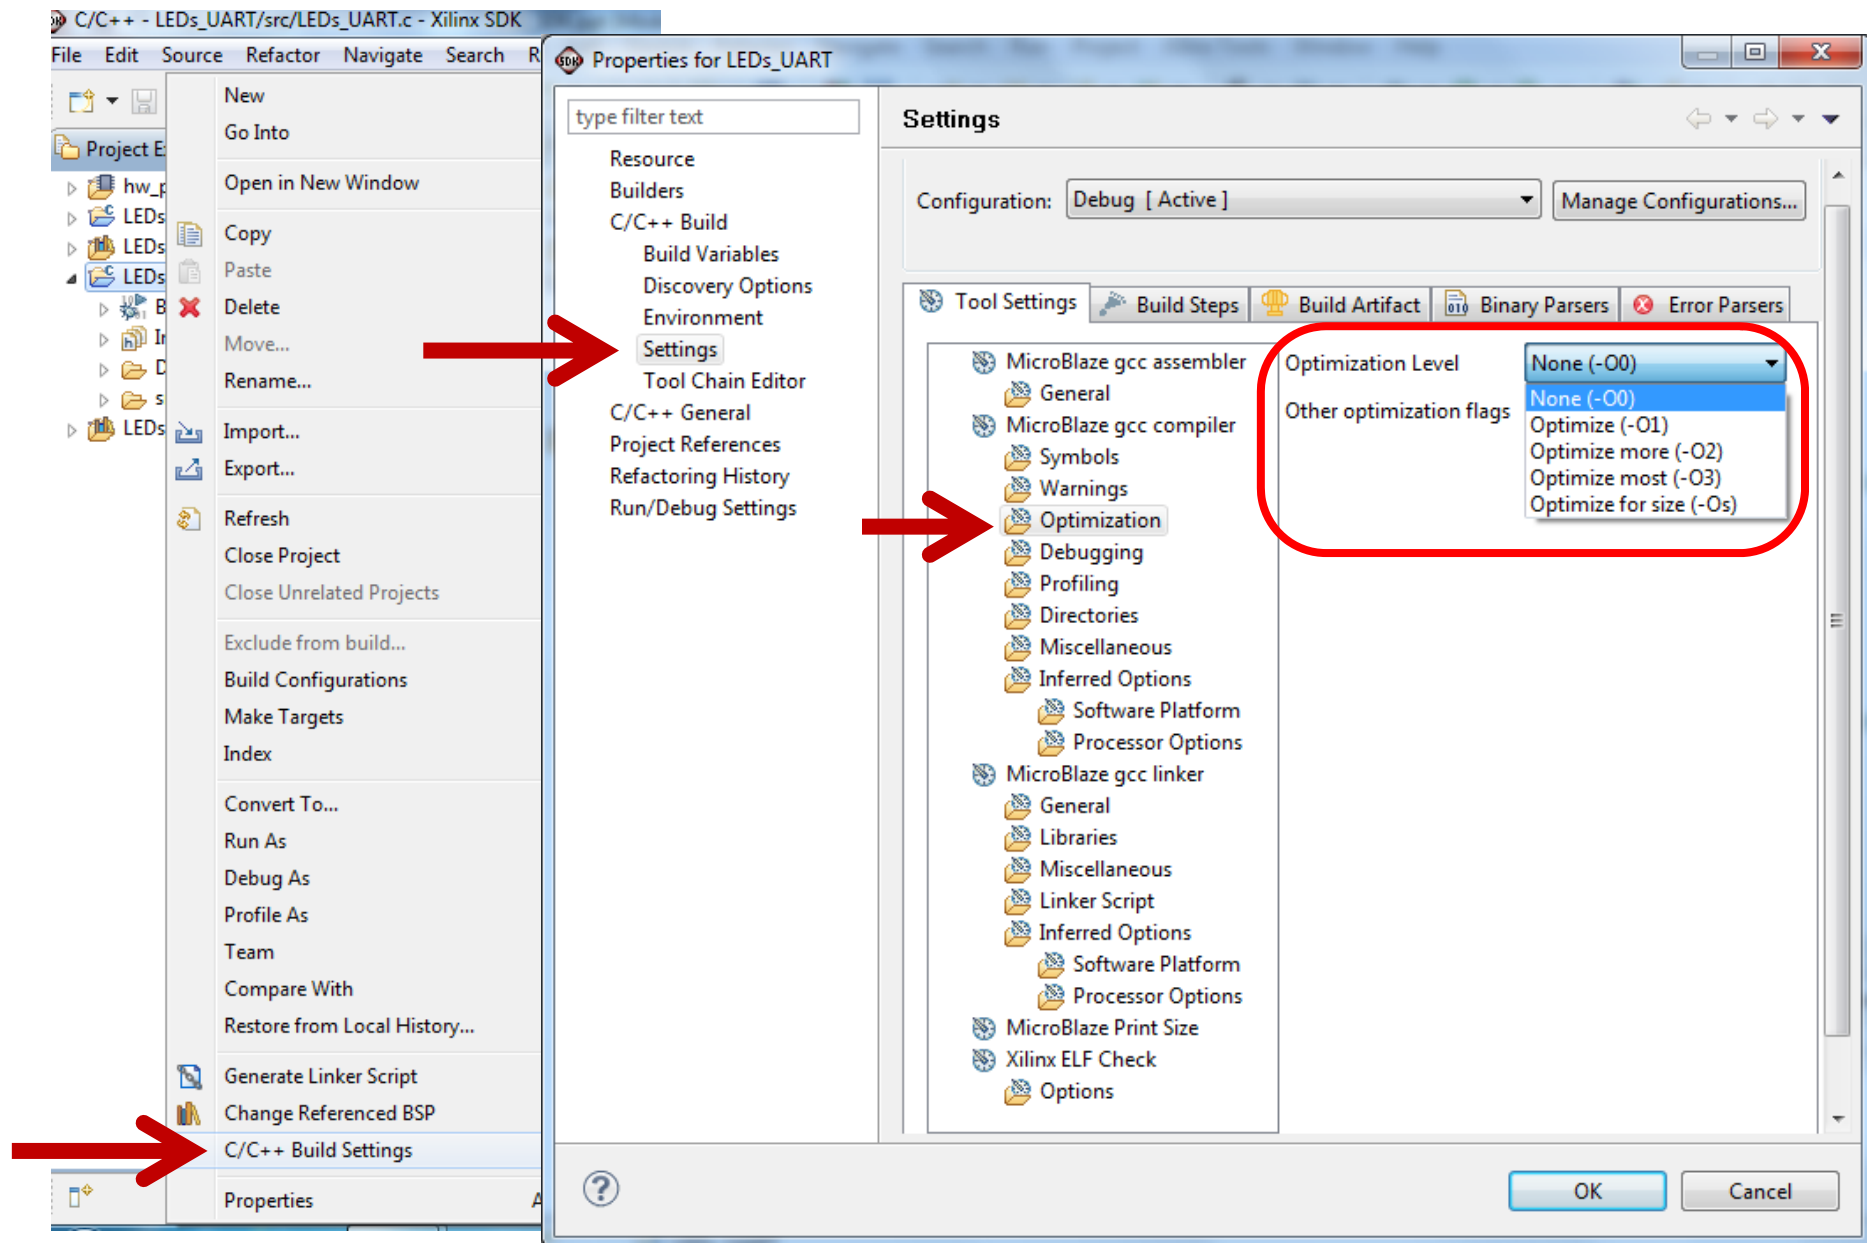 C/C++ - LEDs_UART/src/LEDs_UART.c - Xilinx SDK
File Edit Source Refactor Navigate Search R
Project E
hw_p
LEDs
LEDs
LEDs
B
In
D
s
LEDs
New
Go Into
Open in New Window
Copy
Paste
Delete
Move...
Rename...
Import...
Export...
Refresh
Close Project
Close Unrelated Projects
Exclude from build...
Build Configurations
Make Targets
Index
Convert To...
Run As
Debug As
Profile As
Team
Compare With
Restore from Local History...
Generate Linker Script
Change Referenced BSP
C/C++ Build Settings
Properties A
SDK Properties for LEDs_UART
type filter text
Resource
Builders
C/C++ Build
Build Variables
Discovery Options
Environment
Settings
Tool Chain Editor
C/C++ General
Project References
Refactoring History
Run/Debug Settings
Settings
Configuration: Debug [ Active ] Manage Configurations...
Tool Settings Build Steps Build Artifact Binary Parsers Error Parsers
MicroBlaze gcc assembler
General
MicroBlaze gcc compiler
Symbols
Warnings
Optimization
Debugging
Profiling
Directories
Miscellaneous
Inferred Options
Software Platform
Processor Options
MicroBlaze gcc linker
General
Libraries
Miscellaneous
Linker Script
Inferred Options
Software Platform
Processor Options
MicroBlaze Print Size
Xilinx ELF Check
Options
Optimization Level None (-O0)
Other optimization flags
None (-O0)
Optimize (-O1)
Optimize more (-O2)
Optimize most (-O3)
Optimize for size (-Os)
OK Cancel